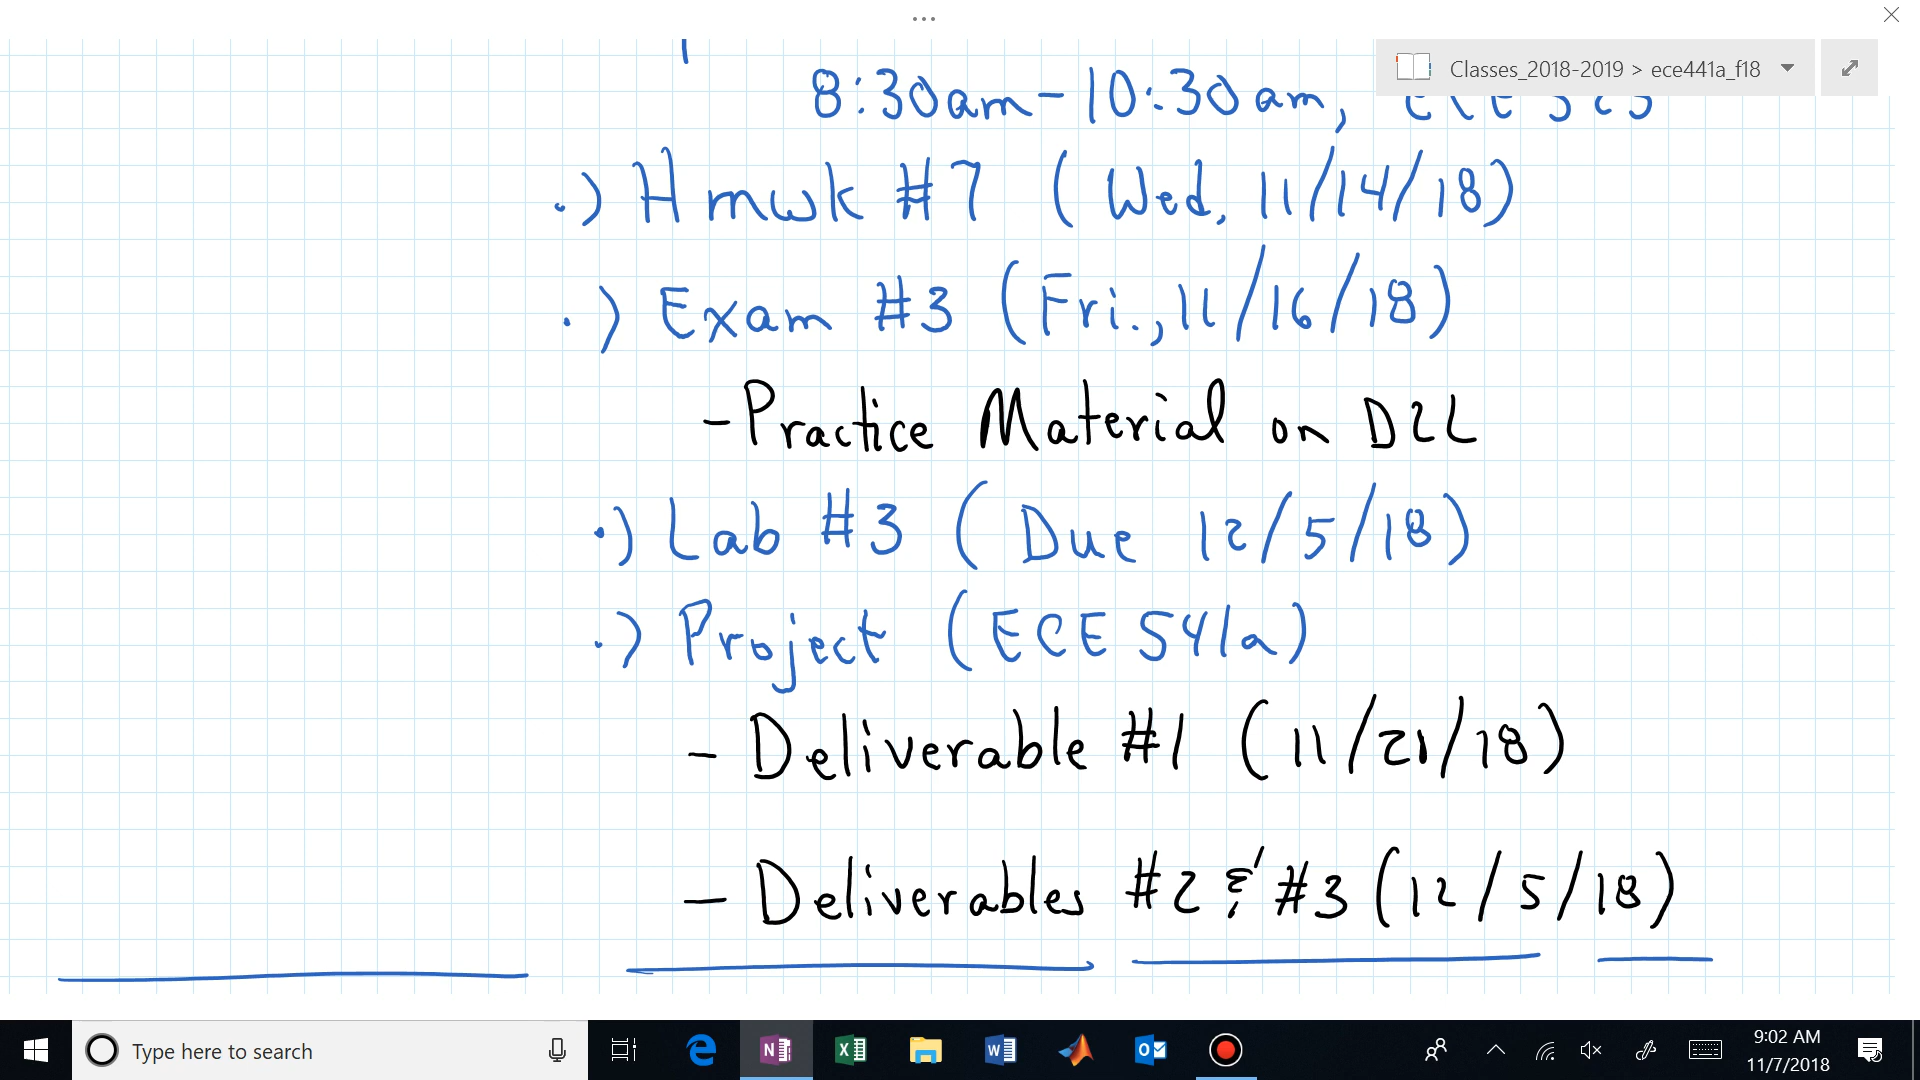 Classes_2018-2019 > ece441a_f18
8:30am-10:30am,
·) Hmwk #7 (Wed, 11/14/18)
·) Exam #3 (Fri., 11/16/18)
-Practice Material on D2L
·) Lab #3 (Due 12/5/18)
·) Project (ECE 541a)
- Deliverable #1 (11/21/18)
- Deliverables #2 & #3 (12/5/18)
Type here to search
9:02 AM
11/7/2018